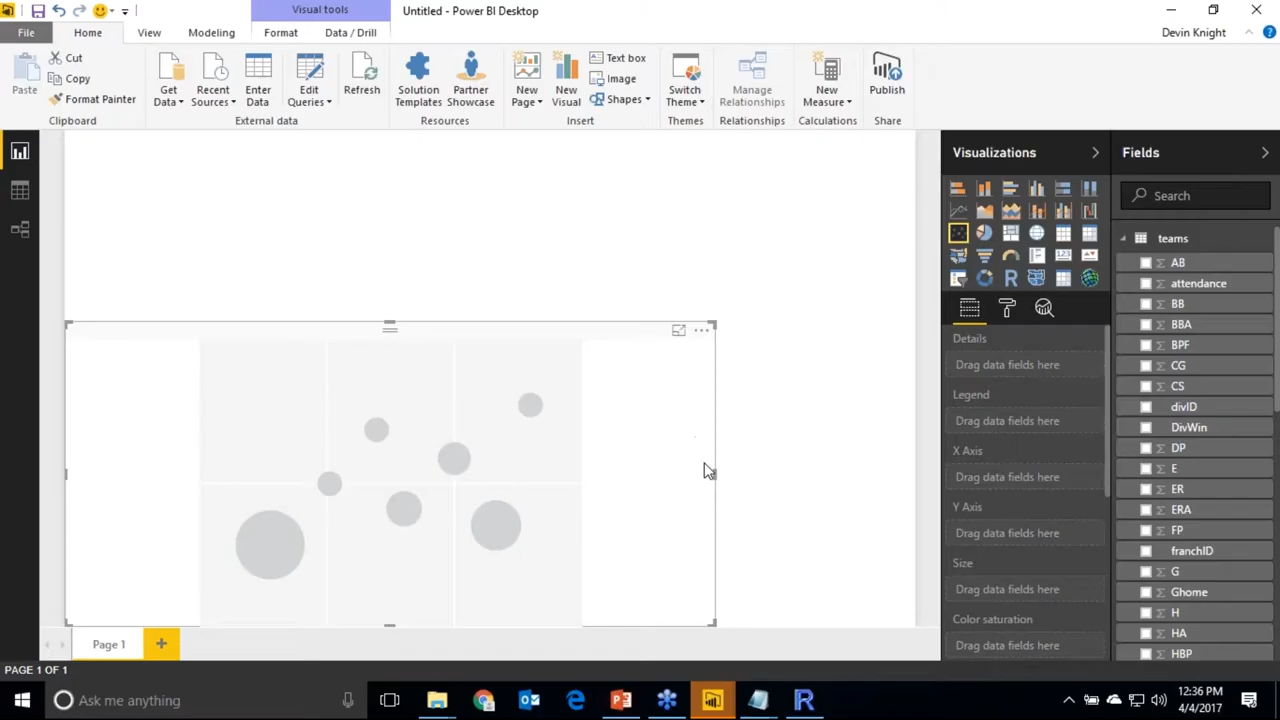 Visual tools
Untitled - Power BI Desktop
File
Home
View
Modeling
Format
Data / Drill
Devin Knight
Paste
Cut
Copy
Format Painter
Clipboard
Get Data
Recent Sources
Enter Data
Edit Queries
Refresh
External data
Solution Templates
Partner Showcase
Resources
New Page
New Visual
Text box
Image
Shapes
Insert
Switch Theme
Themes
Manage Relationships
Relationships
New Measure
Calculations
Publish
Share
Visualizations
R
123
Details
Drag data fields here
Legend
Drag data fields here
X Axis
Drag data fields here
Y Axis
Drag data fields here
Size
Drag data fields here
Color saturation
Drag data fields here
Fields
Search
teams
AB
attendance
BB
BBA
BPF
CG
CS
divID
DivWin
DP
E
ER
ERA
FP
franchID
G
Ghome
H
HA
HBP
Page 1
PAGE 1 OF 1
Ask me anything
12:36 PM
4/4/2017